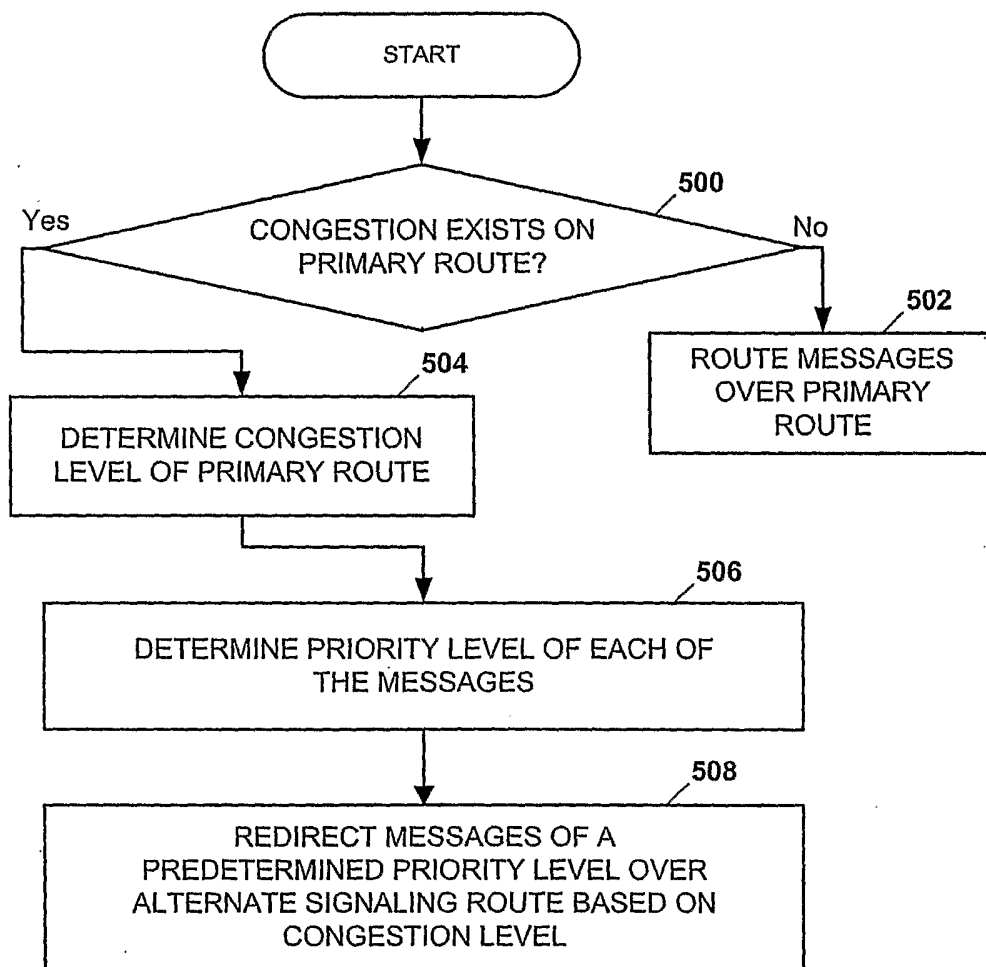 START
500
Yes
CONGESTION EXISTS ON
PRIMARY ROUTE?
No
502
ROUTE MESSAGES
OVER PRIMARY
ROUTE
504
DETERMINE CONGESTION
LEVEL OF PRIMARY ROUTE
506
DETERMINE PRIORITY LEVEL OF EACH OF
THE MESSAGES
508
REDIRECT MESSAGES OF A
PREDETERMINED PRIORITY LEVEL OVER
ALTERNATE SIGNALING ROUTE BASED ON
CONGESTION LEVEL